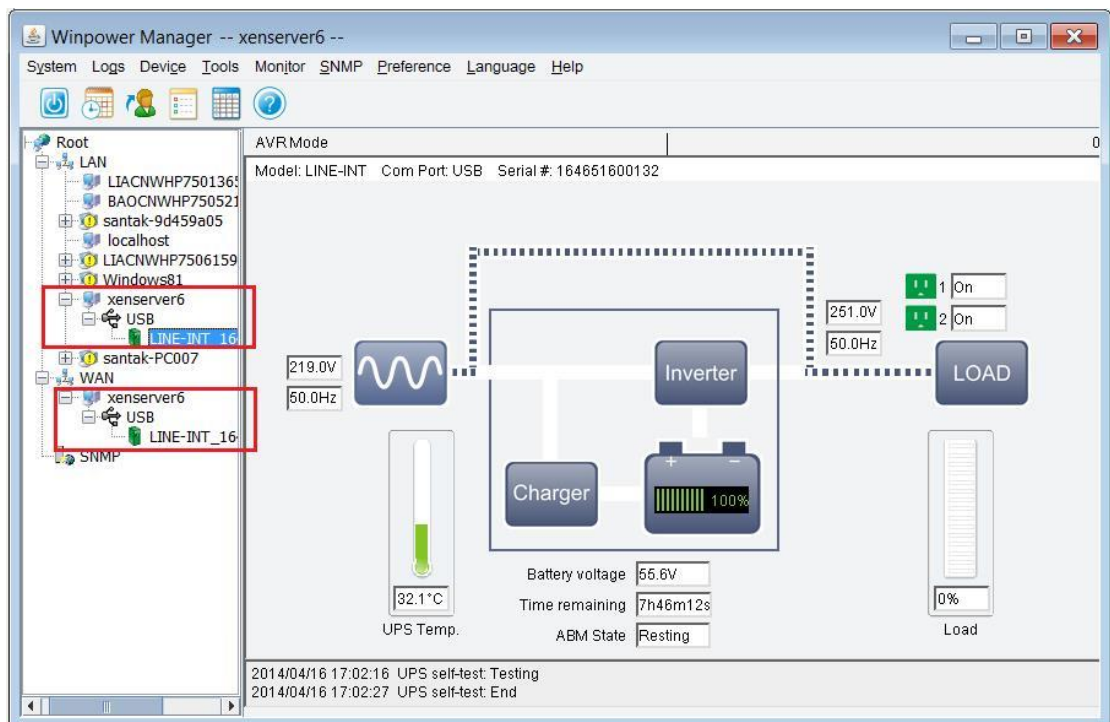 Winpower Manager -- xenserver6 --
System Logs Device Tools Monitor SNMP Preference Language Help
Root
LAN
LIACNWHP7501365
BAOCNWHP750521
santak-9d459a05
localhost
LIACNWHP7506159
Windows81
xenserver6
USB
LINE-INT_16
santak-PC007
WAN
xenserver6
USB
LINE-INT_16
SNMP
AVR Mode
0
Model: LINE-INT Com Port: USB Serial #: 164651600132
1 On
2 On
251.0V
50.0Hz
219.0V
50.0Hz
Inverter
LOAD
Charger
+ −
100%
32.1°C
UPS Temp.
Battery voltage 55.6V
Time remaining 7h46m12s
ABM State Resting
0%
Load
2014/04/16 17:02:16 UPS self-test: Testing
2014/04/16 17:02:27 UPS self-test: End